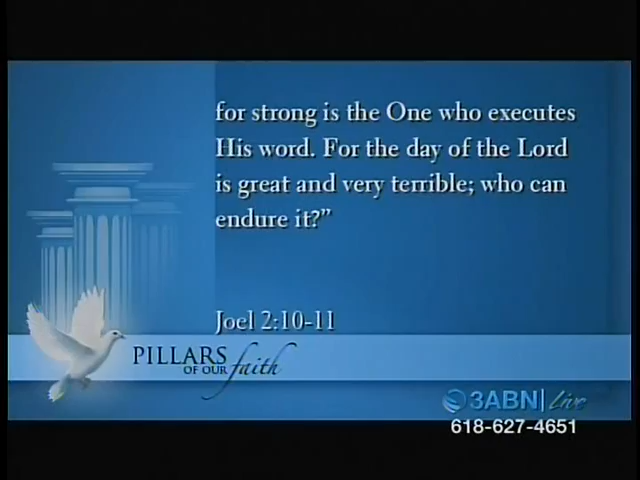 for strong is the One who executes
His word. For the day of the Lord
is great and very terrible; who can
endure it?”
Joel 2:10-11
PILLARS
OF OUR faith
3ABN Live
618-627-4651